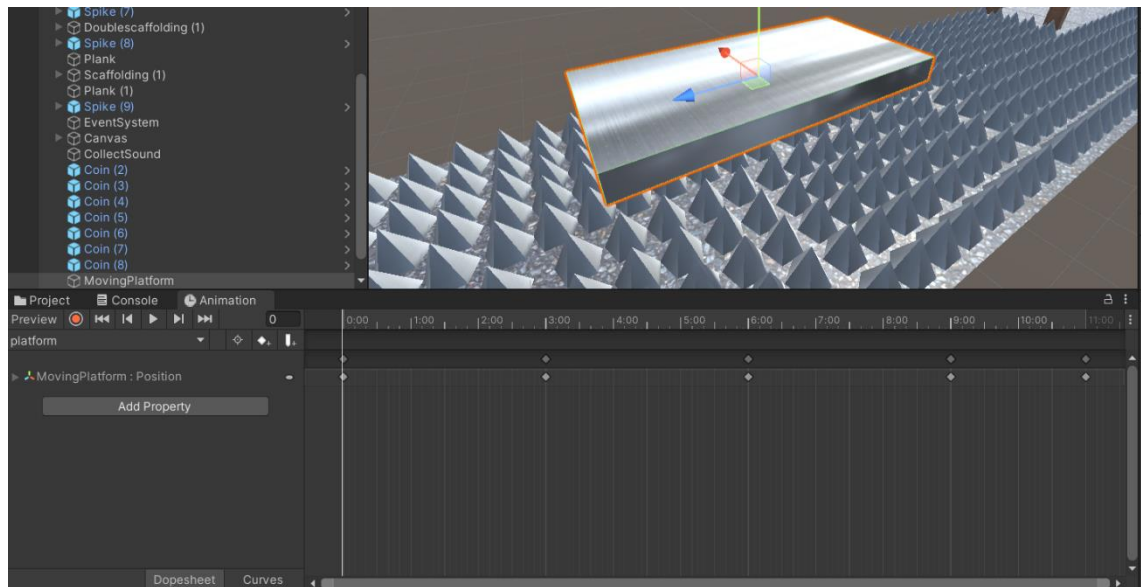 Spike (7)
Doublescaffolding (1)
Spike (8)
Plank
Scaffolding (1)
Plank (1)
Spike (9)
EventSystem
Canvas
CollectSound
Coin (2)
Coin (3)
Coin (4)
Coin (5)
Coin (6)
Coin (7)
Coin (8)
MovingPlatform
Project Console Animation
Preview 0 0:00 1:00 2:00 3:00 4:00 5:00 6:00 7:00 8:00 9:00 10:00 11:00
platform
MovingPlatform : Position
Add Property
Dopesheet Curves